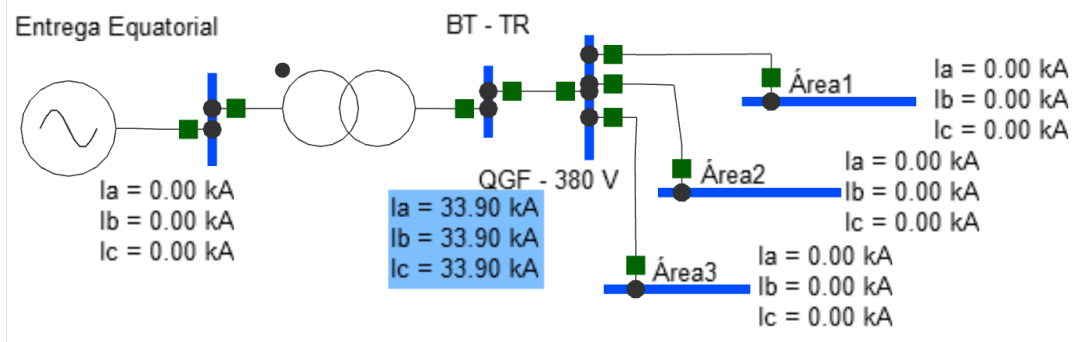 Entrega Equatorial
BT - TR
Ia = 0.00 kA
Ib = 0.00 kA
Ic = 0.00 kA
QGF - 380 V
Ia = 33.90 kA
Ib = 33.90 kA
Ic = 33.90 kA
Área1
Ia = 0.00 kA
Ib = 0.00 kA
Ic = 0.00 kA
Área2
Ia = 0.00 kA
Ib = 0.00 kA
Ic = 0.00 kA
Área3
Ia = 0.00 kA
Ib = 0.00 kA
Ic = 0.00 kA